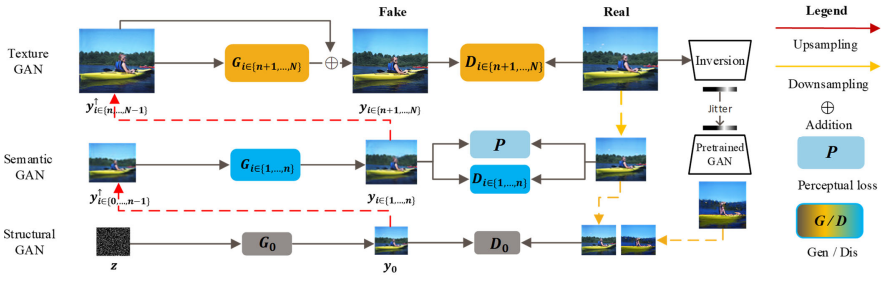 Fake
Real
Legend
Texture
GAN
G_{i∈{n+1,...,N}}
⊕
D_{i∈{n+1,...,N}}
Inversion
Upsampling
Jitter
Downsampling
⊕
Addition
y^{↑}_{i∈{n,...,N−1}}
y_{i∈{n+1,...,N}}
Semantic
GAN
G_{i∈{1,...,n}}
P
D_{i∈{1,...,n}}
Pretrained
GAN
P
Perceptual loss
y^{↑}_{i∈{0,...,n−1}}
y_{i∈{1,...,n}}
Structural
GAN
G_0
D_0
G / D
z
y_0
Gen / Dis